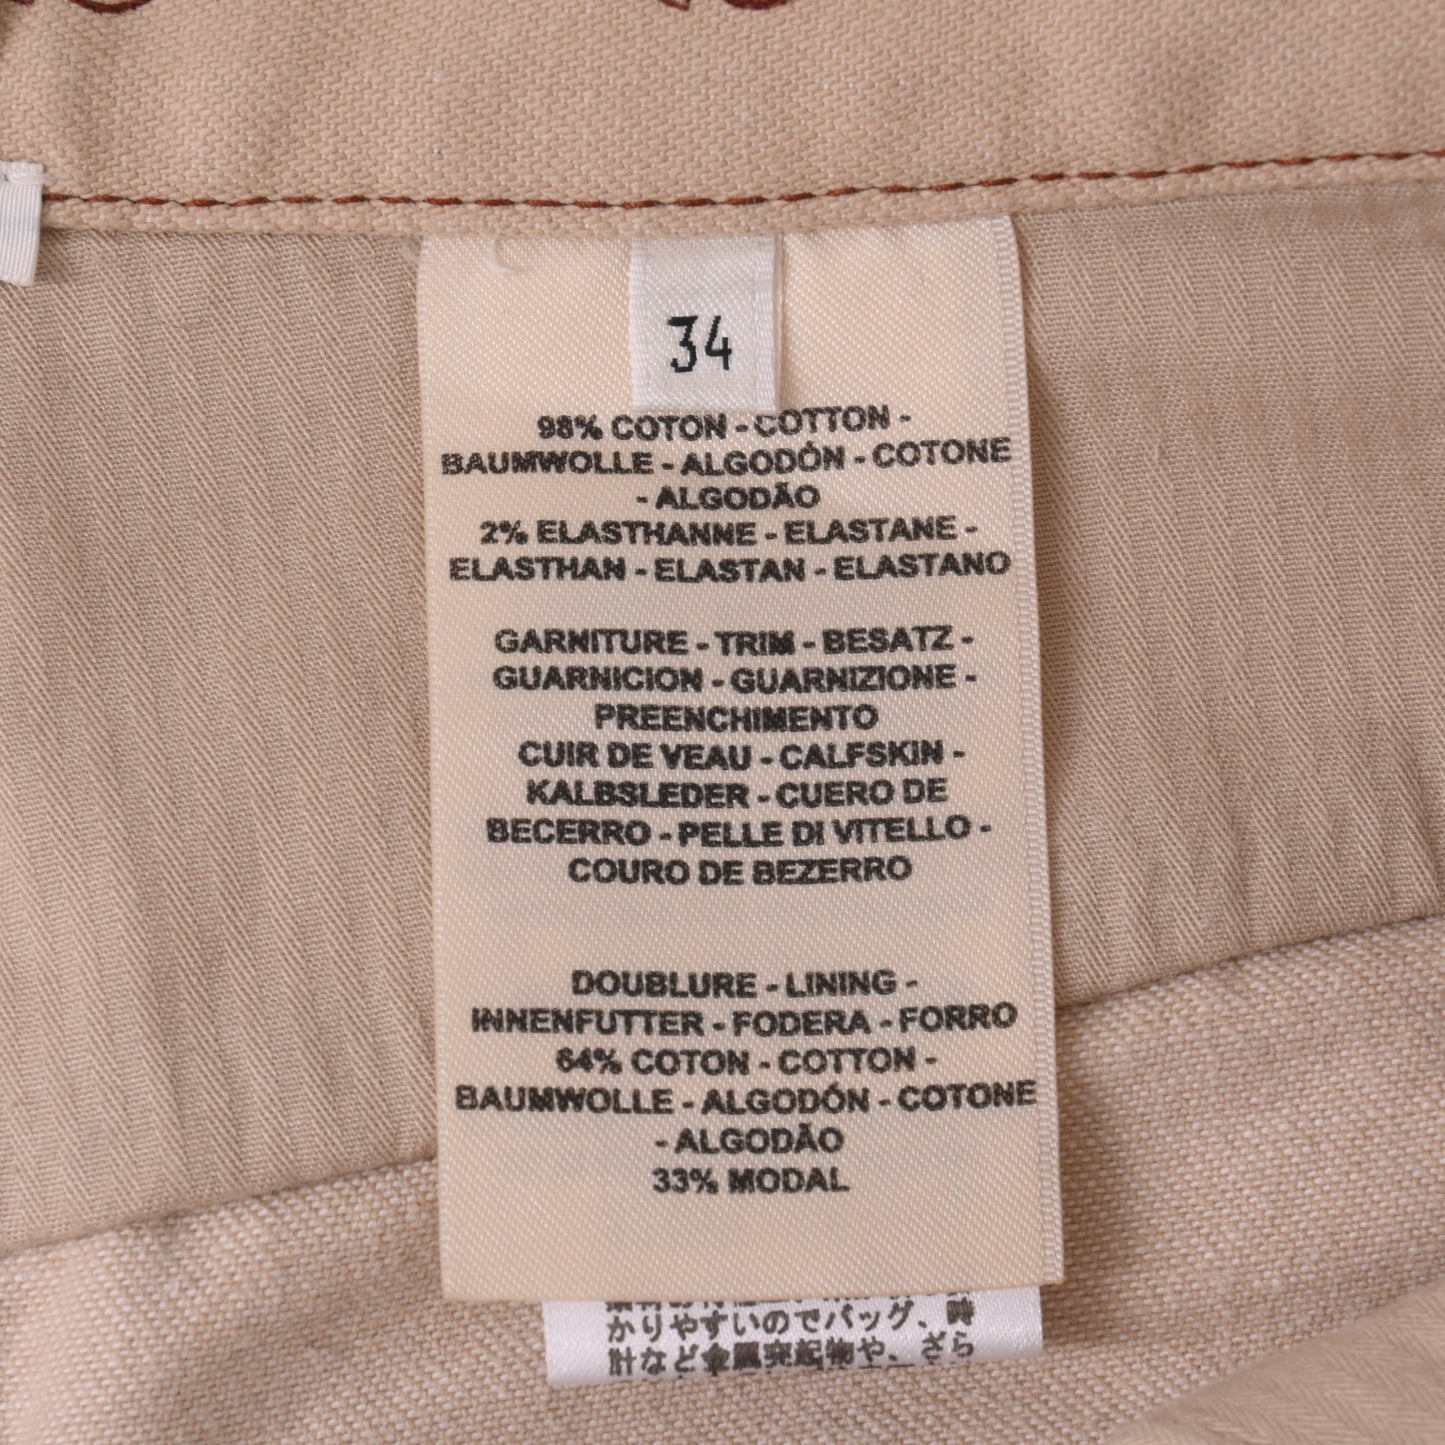 34
98% COTON - COTTON -
BAUMWOLLE - ALGODÓN - COTONE
- ALGODÃO
2% ELASTHANNE - ELASTANE -
ELASTHAN - ELASTAN - ELASTANO
GARNITURE - TRIM - BESATZ -
GUARNICION - GUARNIZIONE -
PREENCHIMENTO
CUIR DE VEAU - CALFSKIN -
KALBSLEDER - CUERO DE
BECERRO - PELLE DI VITELLO -
COURO DE BEZERRO
DOUBLURE - LINING -
INNENFUTTER - FODERA - FORRO
64% COTON - COTTON -
BAUMWOLLE - ALGODÓN - COTONE
- ALGODÃO
33% MODAL
かりやすいのでバッグ、時
計など金属突起物や、ざら